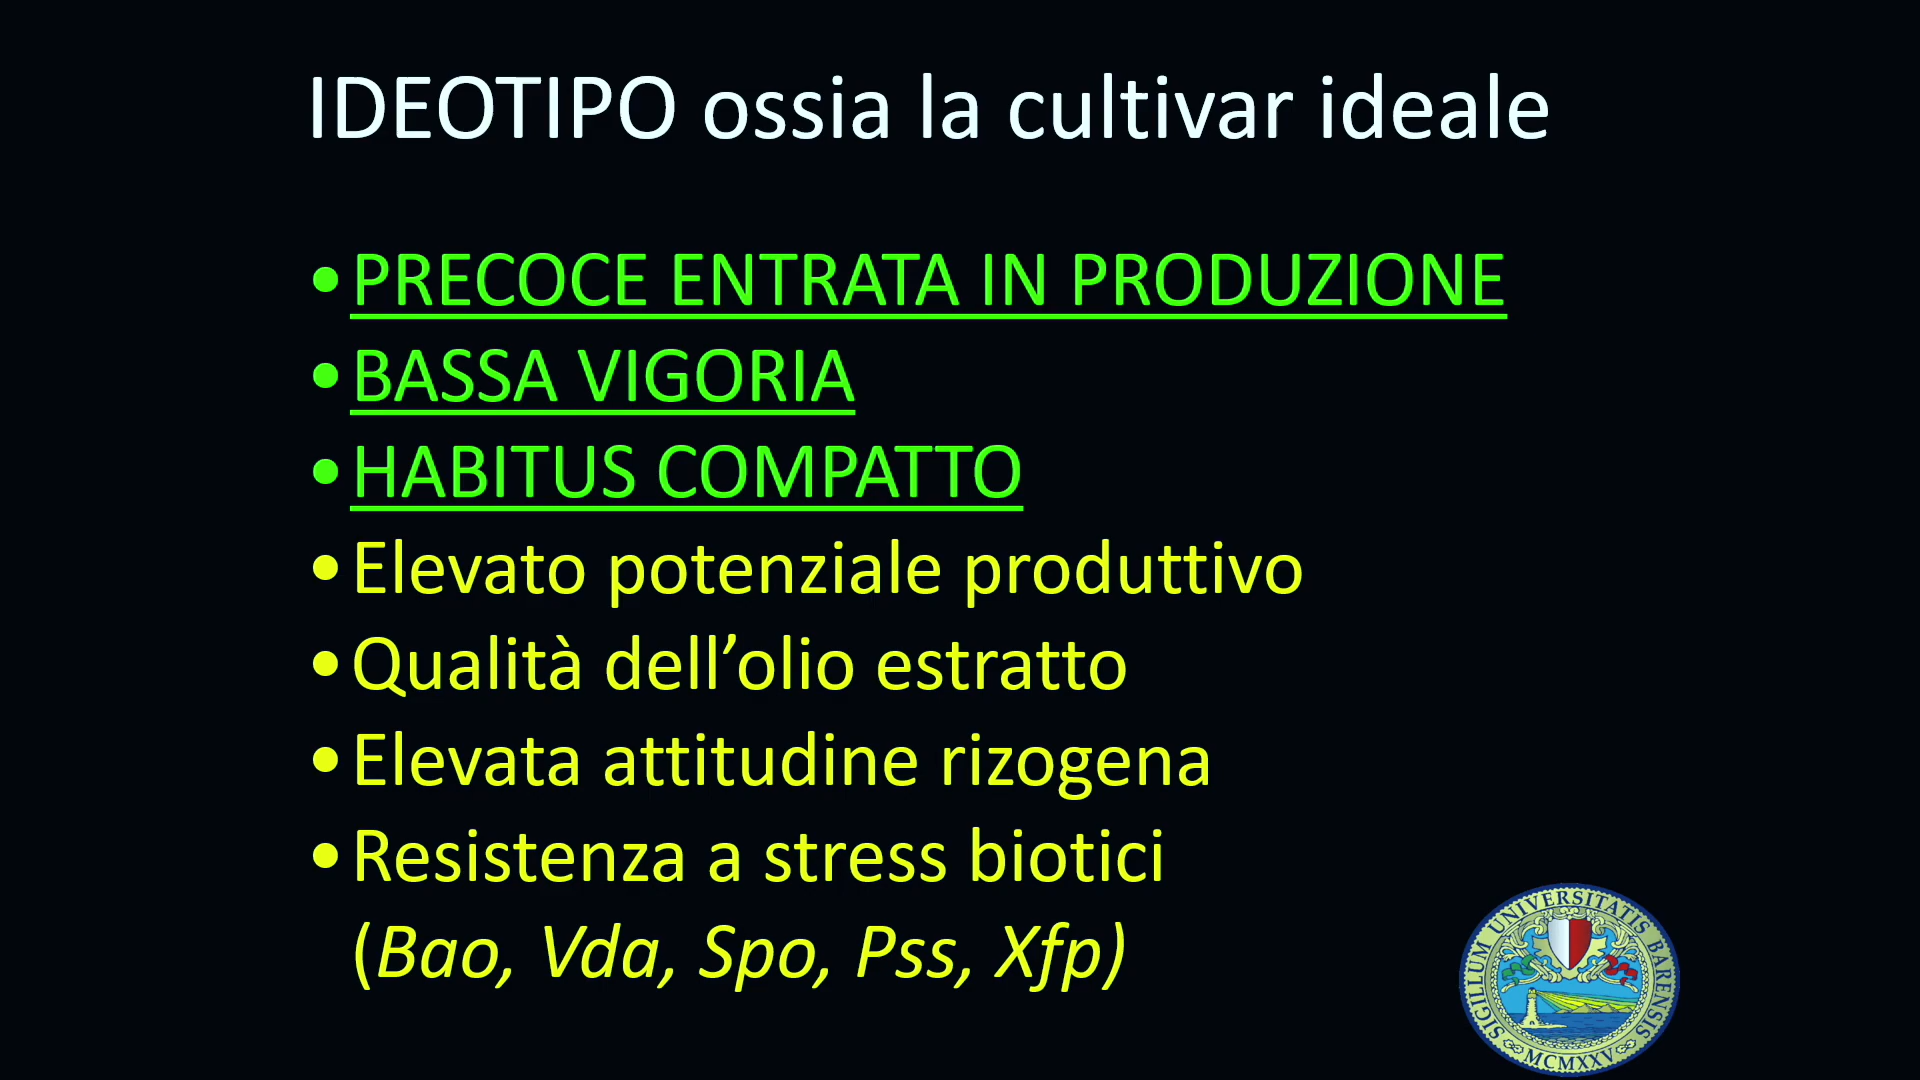 IDEOTIPO ossia la cultivar ideale
•PRECOCE ENTRATA IN PRODUZIONE
•BASSA VIGORIA
•HABITUS COMPATTO
•Elevato potenziale produttivo
•Qualità dell’olio estratto
•Elevata attitudine rizogena
•Resistenza a stress biotici
(Bao, Vda, Spo, Pss, Xfp)
SIGILLUM UNIVERSITATIS BARENSIS
MCMXXV